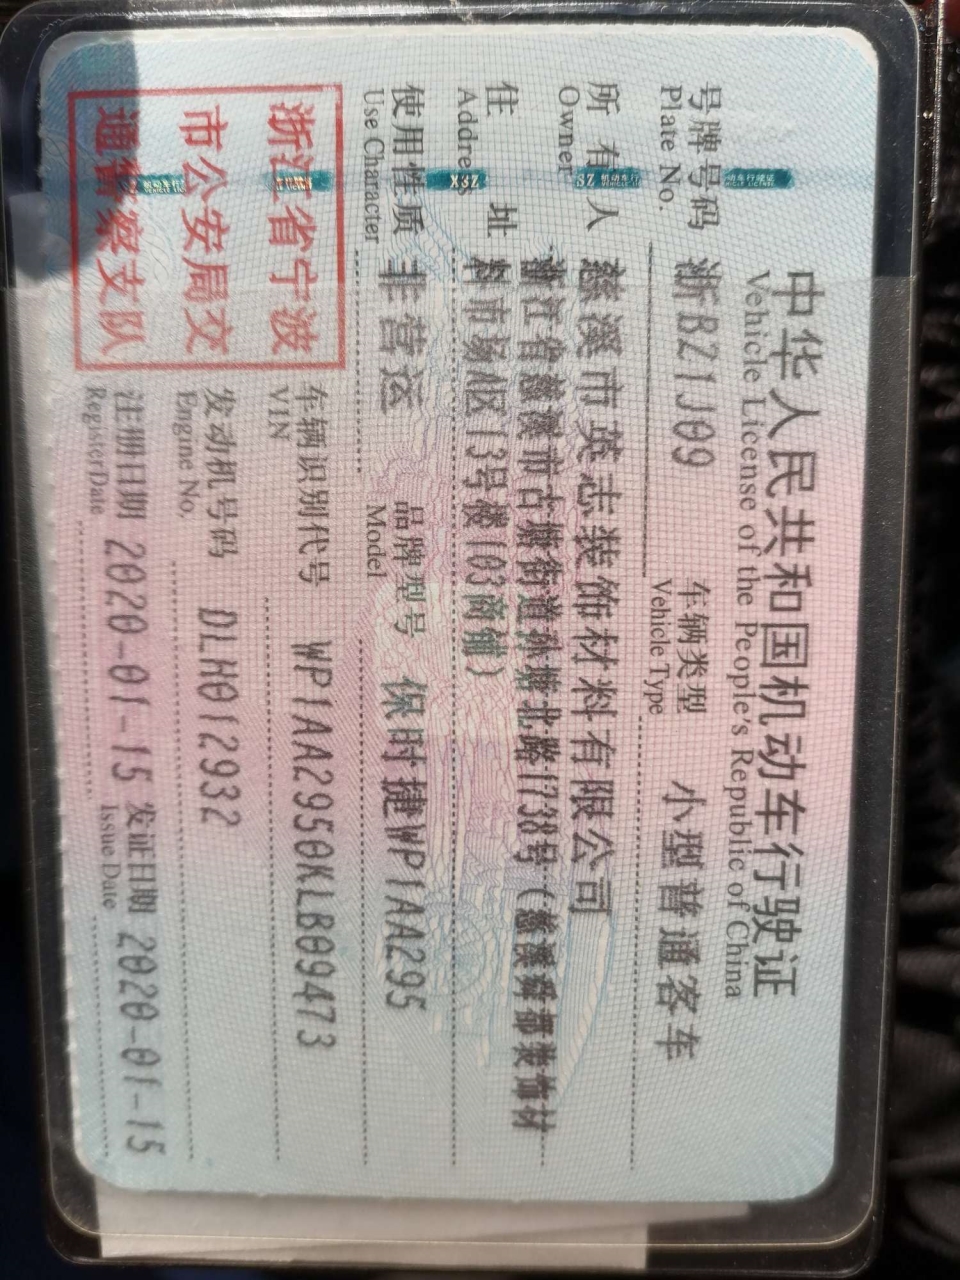 中华人民共和国机动车行驶证
Vehicle License of the People's Republic of China
号牌号码 浙BZ1J09 车辆类型 小型普通客车
Plate No. Vehicle Type
所有人 慈溪市英志装饰材料有限公司
Owner
住址 浙江省慈溪市古塘街道孙塘北路1738号(慈溪舜都装饰材
Address 料市场A区13号楼103商铺)
使用性质 非营运 品牌型号 保时捷WP1AA295
Use Character Model
浙江省宁波
市公安局交
通警察支队
车辆识别代号 WP1AA2950KLB09473
VIN
发动机号码 DLH012932
Engine No.
注册日期 2020-01-15 发证日期 2020-01-15
Register Date Issue Date